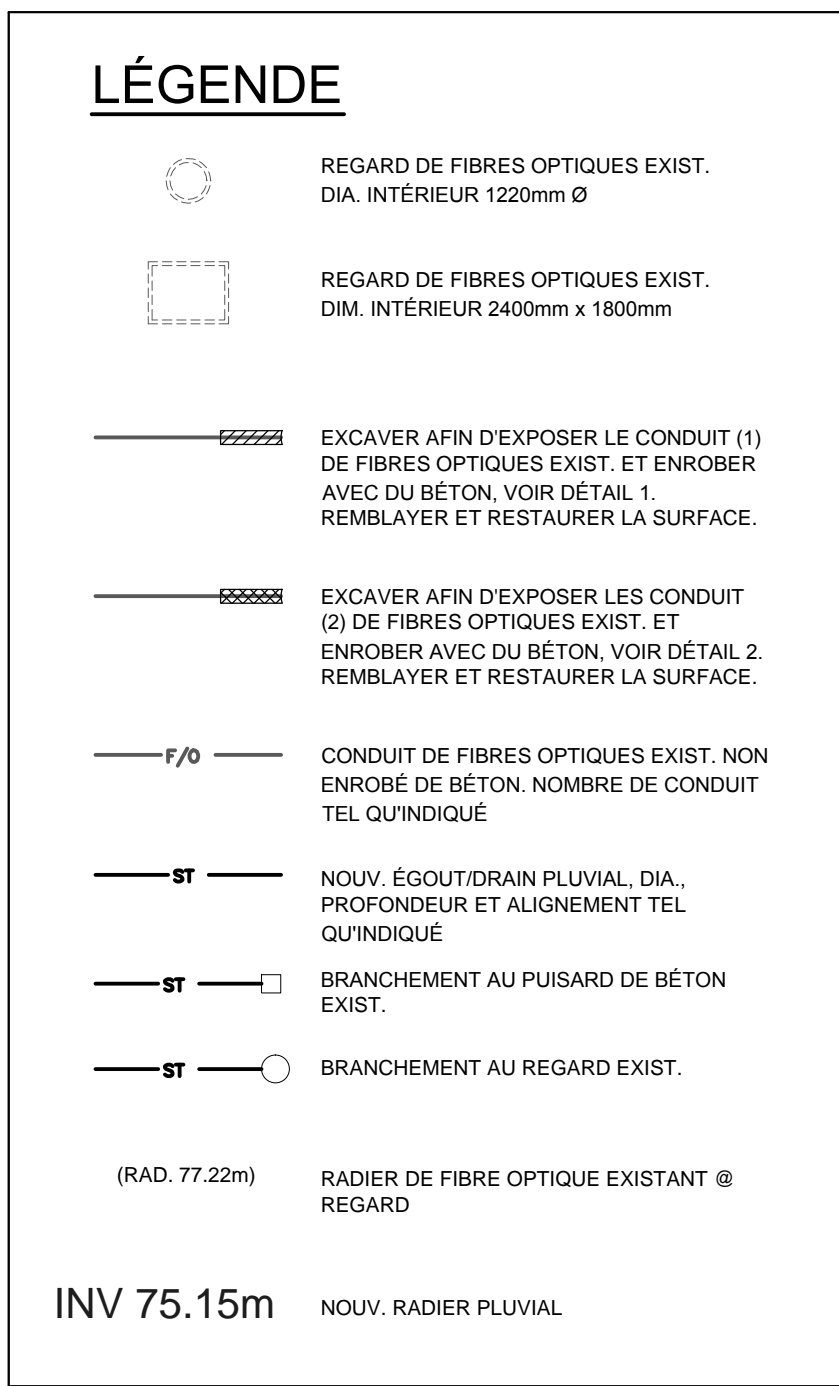 LÉGENDE
REGARD DE FIBRES OPTIQUES EXIST.
DIA. INTÉRIEUR 1220mm Ø
REGARD DE FIBRES OPTIQUES EXIST.
DIM. INTÉRIEUR 2400mm x 1800mm
EXCAVER AFIN D'EXPOSER LE CONDUIT (1)
DE FIBRES OPTIQUES EXIST. ET ENROBER
AVEC DU BÉTON, VOIR DÉTAIL 1.
REMBLAYER ET RESTAURER LA SURFACE.
EXCAVER AFIN D'EXPOSER LES CONDUIT
(2) DE FIBRES OPTIQUES EXIST. ET
ENROBER AVEC DU BÉTON, VOIR DÉTAIL 2.
REMBLAYER ET RESTAURER LA SURFACE.
F/O
CONDUIT DE FIBRES OPTIQUES EXIST. NON
ENROBÉ DE BÉTON. NOMBRE DE CONDUIT
TEL QU'INDIQUÉ
ST
NOUV. ÉGOUT/DRAIN PLUVIAL, DIA.,
PROFONDEUR ET ALIGNEMENT TEL
QU'INDIQUÉ
ST
BRANCHEMENT AU PUISARD DE BÉTON
EXIST.
ST
BRANCHEMENT AU REGARD EXIST.
(RAD. 77.22m)
RADIER DE FIBRE OPTIQUE EXISTANT @
REGARD
INV 75.15m
NOUV. RADIER PLUVIAL